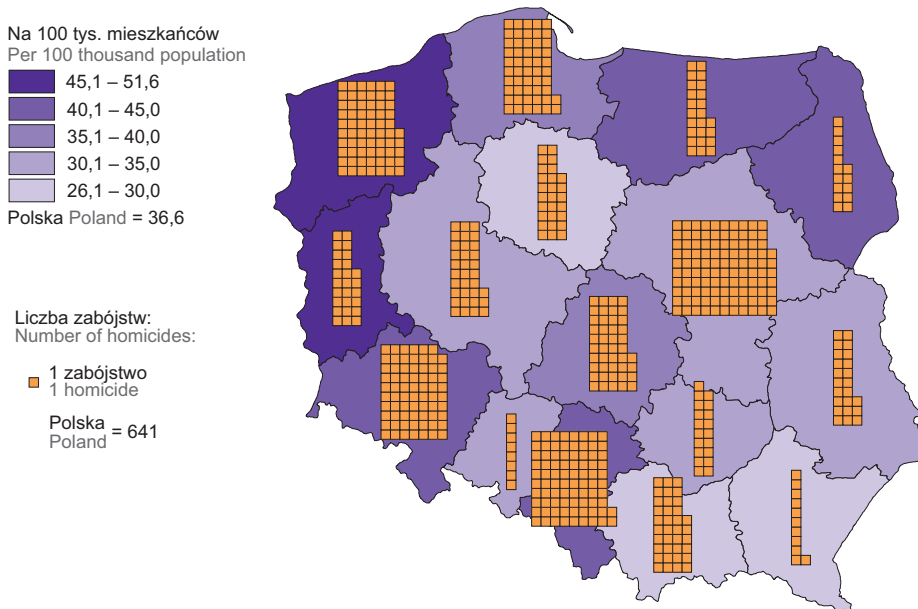 Na 100 tys. mieszkańców
Per 100 thousand population
45,1 – 51,6
40,1 – 45,0
35,1 – 40,0
30,1 – 35,0
26,1 – 30,0
Polska Poland = 36,6
Liczba zabójstw:
Number of homicides:
1 zabójstwo
1 homicide
Polska
Poland = 641